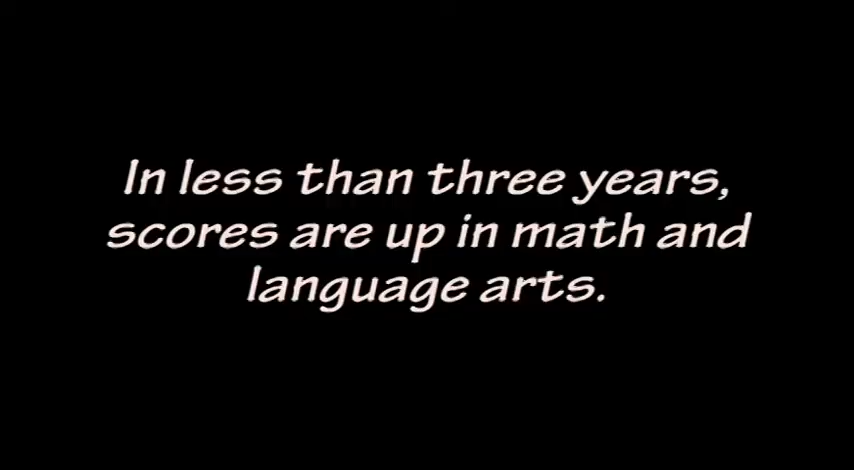 In less than three years,
scores are up in math and
language arts.